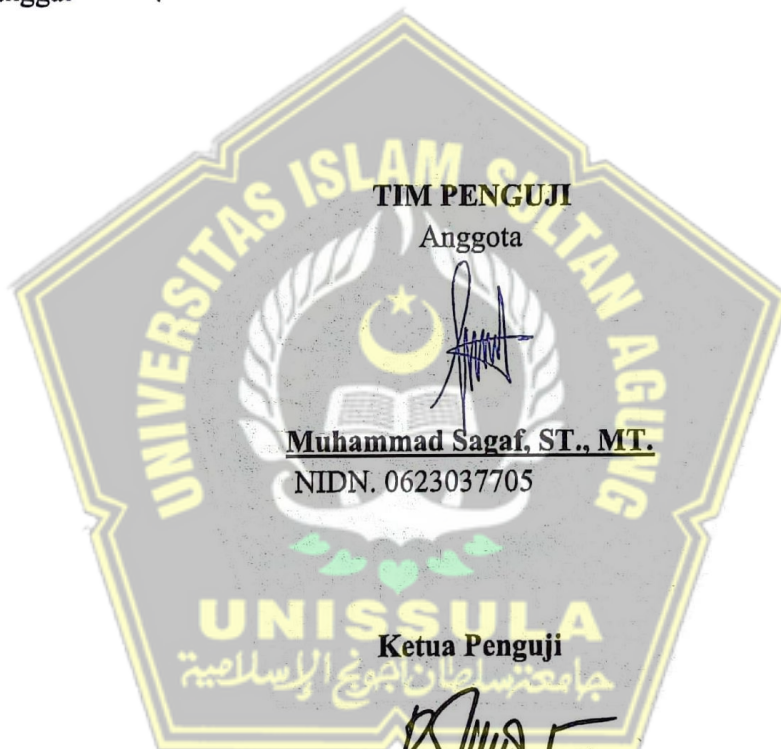 UNIVERSITAS ISLAM SULTAN AGUNG
TIM PENGUJI
Anggota
Muhammad Sagaf, ST., MT.
NIDN. 0623037705
UNISSULA
جامعة سلطان أجونج الإسلامية
Ketua Penguji